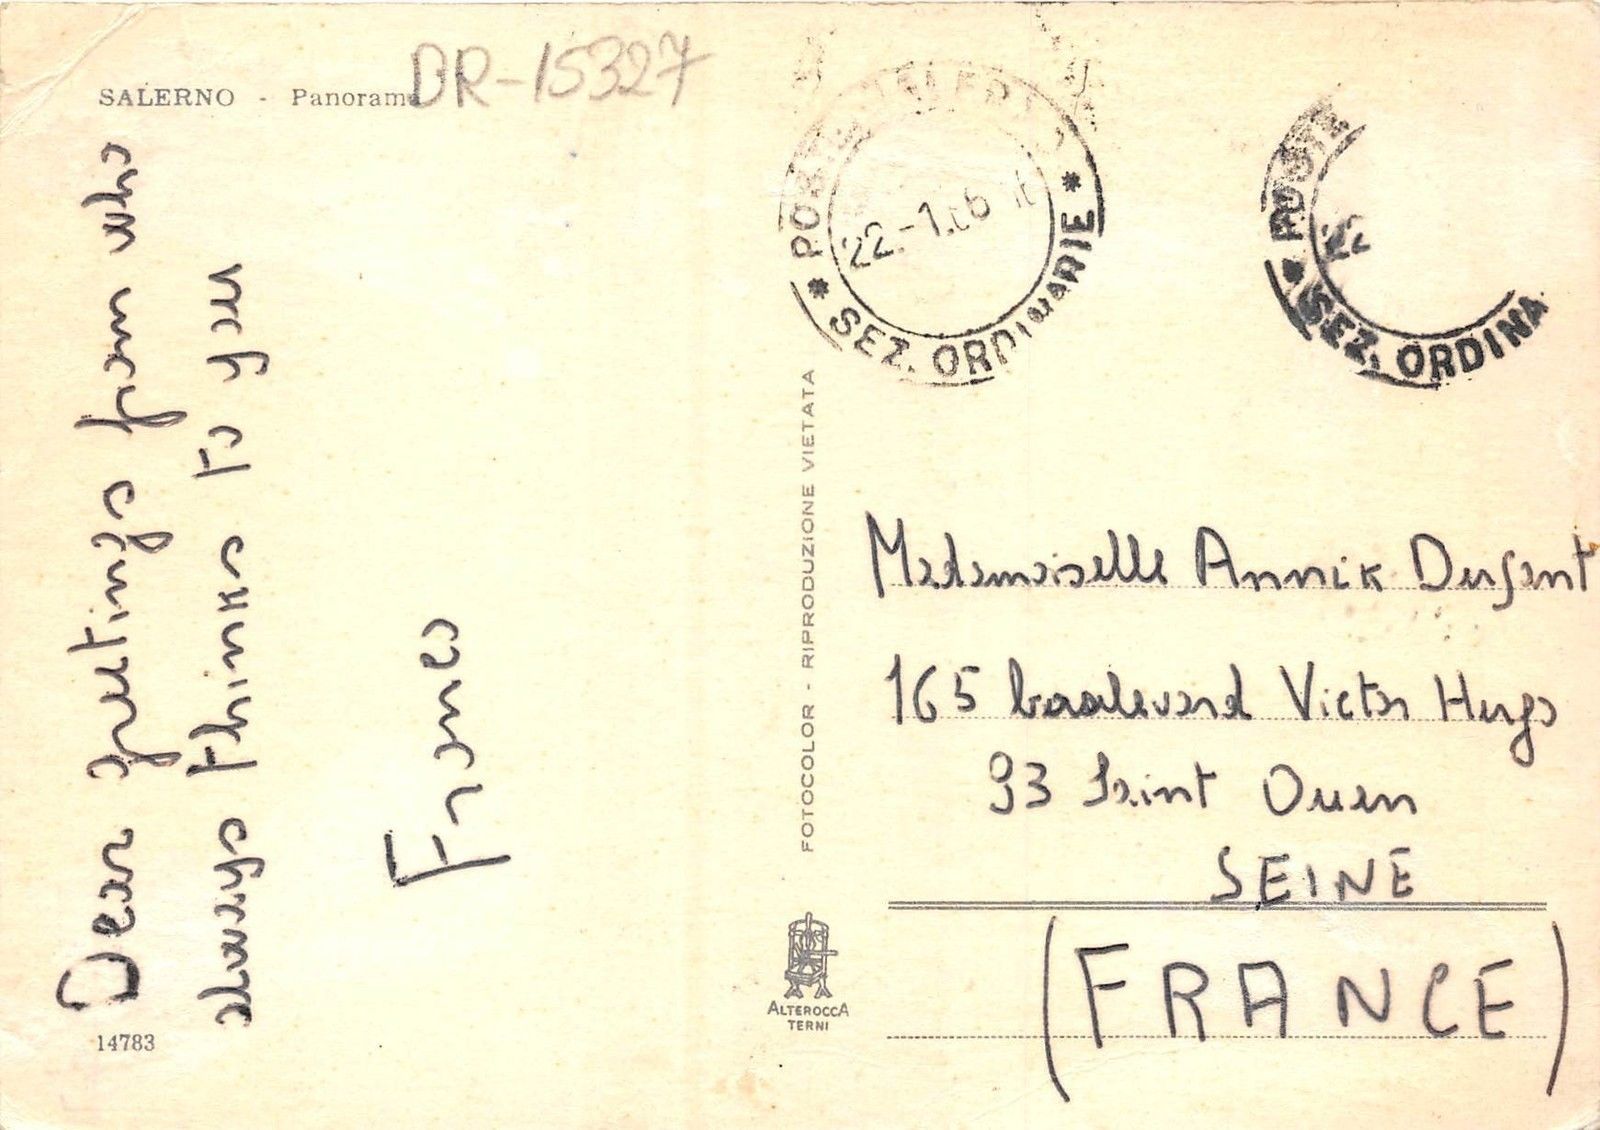 SALERNO - Panorama
DR-15327
Dear greetings from who
always thinks to you
Franco
14783
FOTOCOLOR - RIPRODUZIONE VIETATA
ALTEROCCA
TERNI
POSTE
* SEZ. ORDINARIE *
22.-1.66
POSTE
* SEZ. ORDINA
22
Mademoiselle Annik
165 boulevard Victor Hugo
93 Saint Ouen
SEINE
(FRANCE)